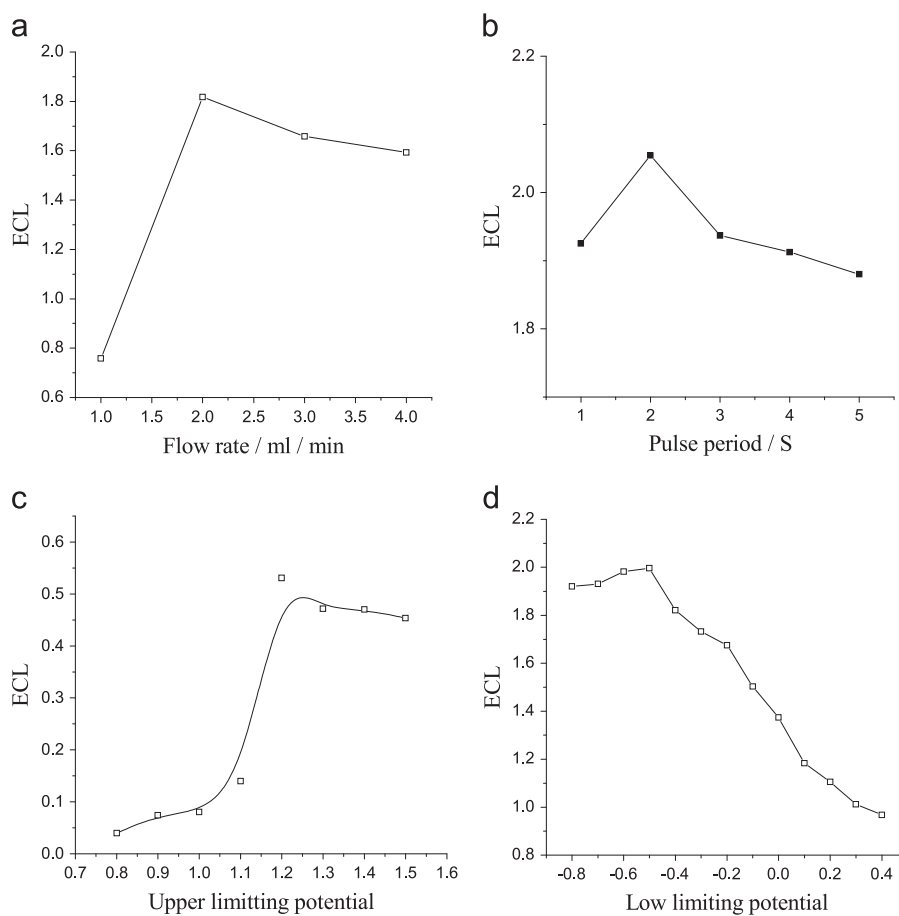 a
2.0
1.8
1.6
1.4
1.2
1.0
0.8
0.6
ECL
1.0 1.5 2.0 2.5 3.0 3.5 4.0
Flow rate / ml / min
b
2.2
2.0
1.8
ECL
1 2 3 4 5
Pulse period / S
c
0.6
0.5
0.4
0.3
0.2
0.1
0.0
ECL
0.7 0.8 0.9 1.0 1.1 1.2 1.3 1.4 1.5 1.6
Upper limitting potential
d
2.2
2.0
1.8
1.6
1.4
1.2
1.0
0.8
ECL
-0.8 -0.6 -0.4 -0.2 0.0 0.2 0.4
Low limiting potential